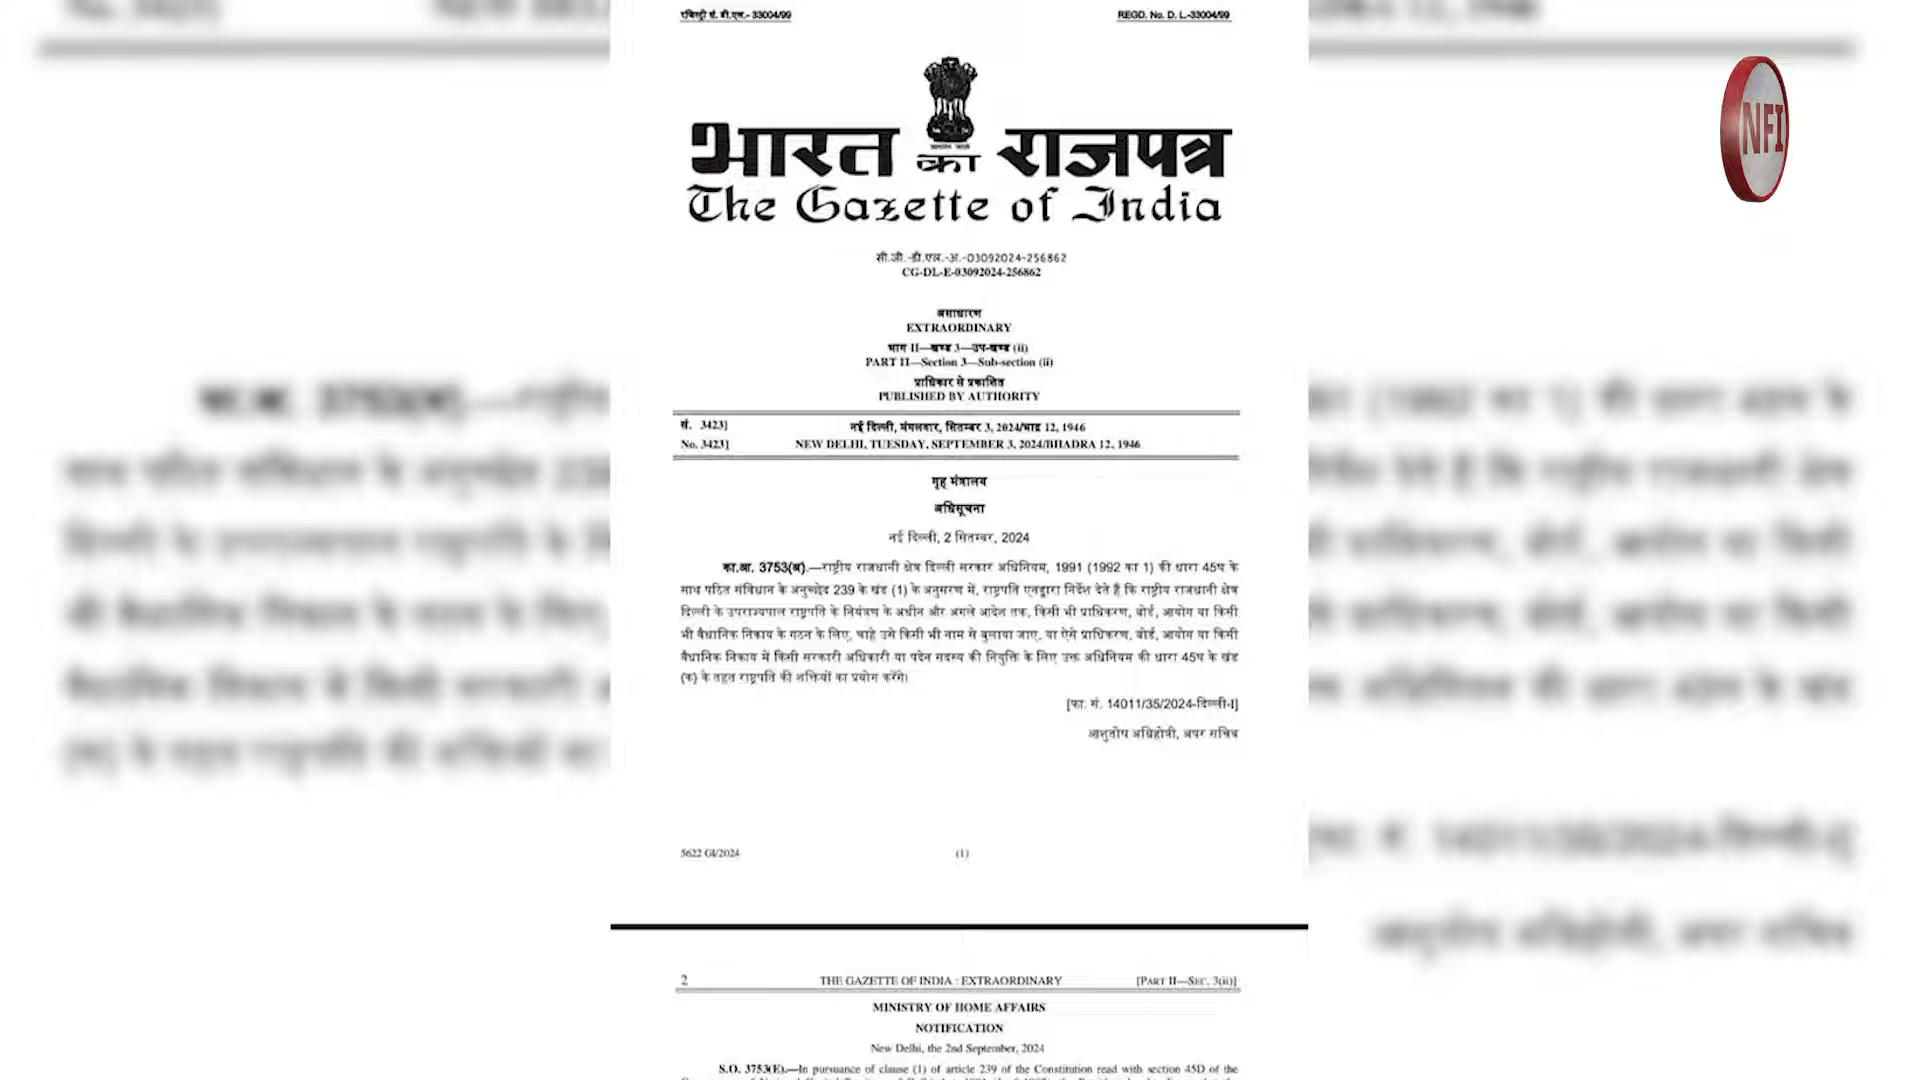 रजिस्ट्री सं. डी.एल.- 33004/99
REGD. No. D. L.-33004/99
भारत का राजपत्र
The Gazette of India
सी.जी.-डी.एल.-अ.-03092024-256862
CG-DL-E-03092024-256862
असाधारण
EXTRAORDINARY
भाग II—खण्ड 3—उप-खण्ड (ii)
PART II—Section 3—Sub-section (ii)
प्राधिकार से प्रकाशित
PUBLISHED BY AUTHORITY
सं. 3423] नई दिल्ली, मंगलवार, सितम्बर 3, 2024/भाद्र 12, 1946
No. 3423] NEW DELHI, TUESDAY, SEPTEMBER 3, 2024/BHADRA 12, 1946
गृह मंत्रालय
अधिसूचना
नई दिल्ली, 2 सितम्बर, 2024
का.आ. 3753(अ).—राष्ट्रीय राजधानी क्षेत्र दिल्ली सरकार अधिनियम, 1991 (1992 का 1) की धारा 45घ के
साथ पठित संविधान के अनुच्छेद 239 के खंड (1) के अनुसरण में, राष्ट्रपति एतद्द्वारा निर्देश देते हैं कि राष्ट्रीय राजधानी क्षेत्र
दिल्ली के उपराज्यपाल राष्ट्रपति के नियंत्रण के अधीन और अगले आदेश तक, किसी भी प्राधिकरण, बोर्ड, आयोग या किसी
भी वैधानिक निकाय के गठन के लिए, चाहे उसे किसी भी नाम से बुलाया जाए, या ऐसे प्राधिकरण, बोर्ड, आयोग या किसी
वैधानिक निकाय में किसी सरकारी अधिकारी या पदेन सदस्य की नियुक्ति के लिए उक्त अधिनियम की धारा 45घ के खंड
(क) के तहत राष्ट्रपति की शक्तियों का प्रयोग करेंगे।
[फा. सं. 14011/35/2024-दिल्ली-I]
आशुतोष अग्निहोत्री, अपर सचिव
5622 GI/2024 (1)
2 THE GAZETTE OF INDIA : EXTRAORDINARY [PART II—SEC. 3(ii)]
MINISTRY OF HOME AFFAIRS
NOTIFICATION
New Delhi, the 2nd September, 2024
S.O. 3753(E).—In pursuance of clause (1) of article 239 of the Constitution read with section 45D of the
NFI